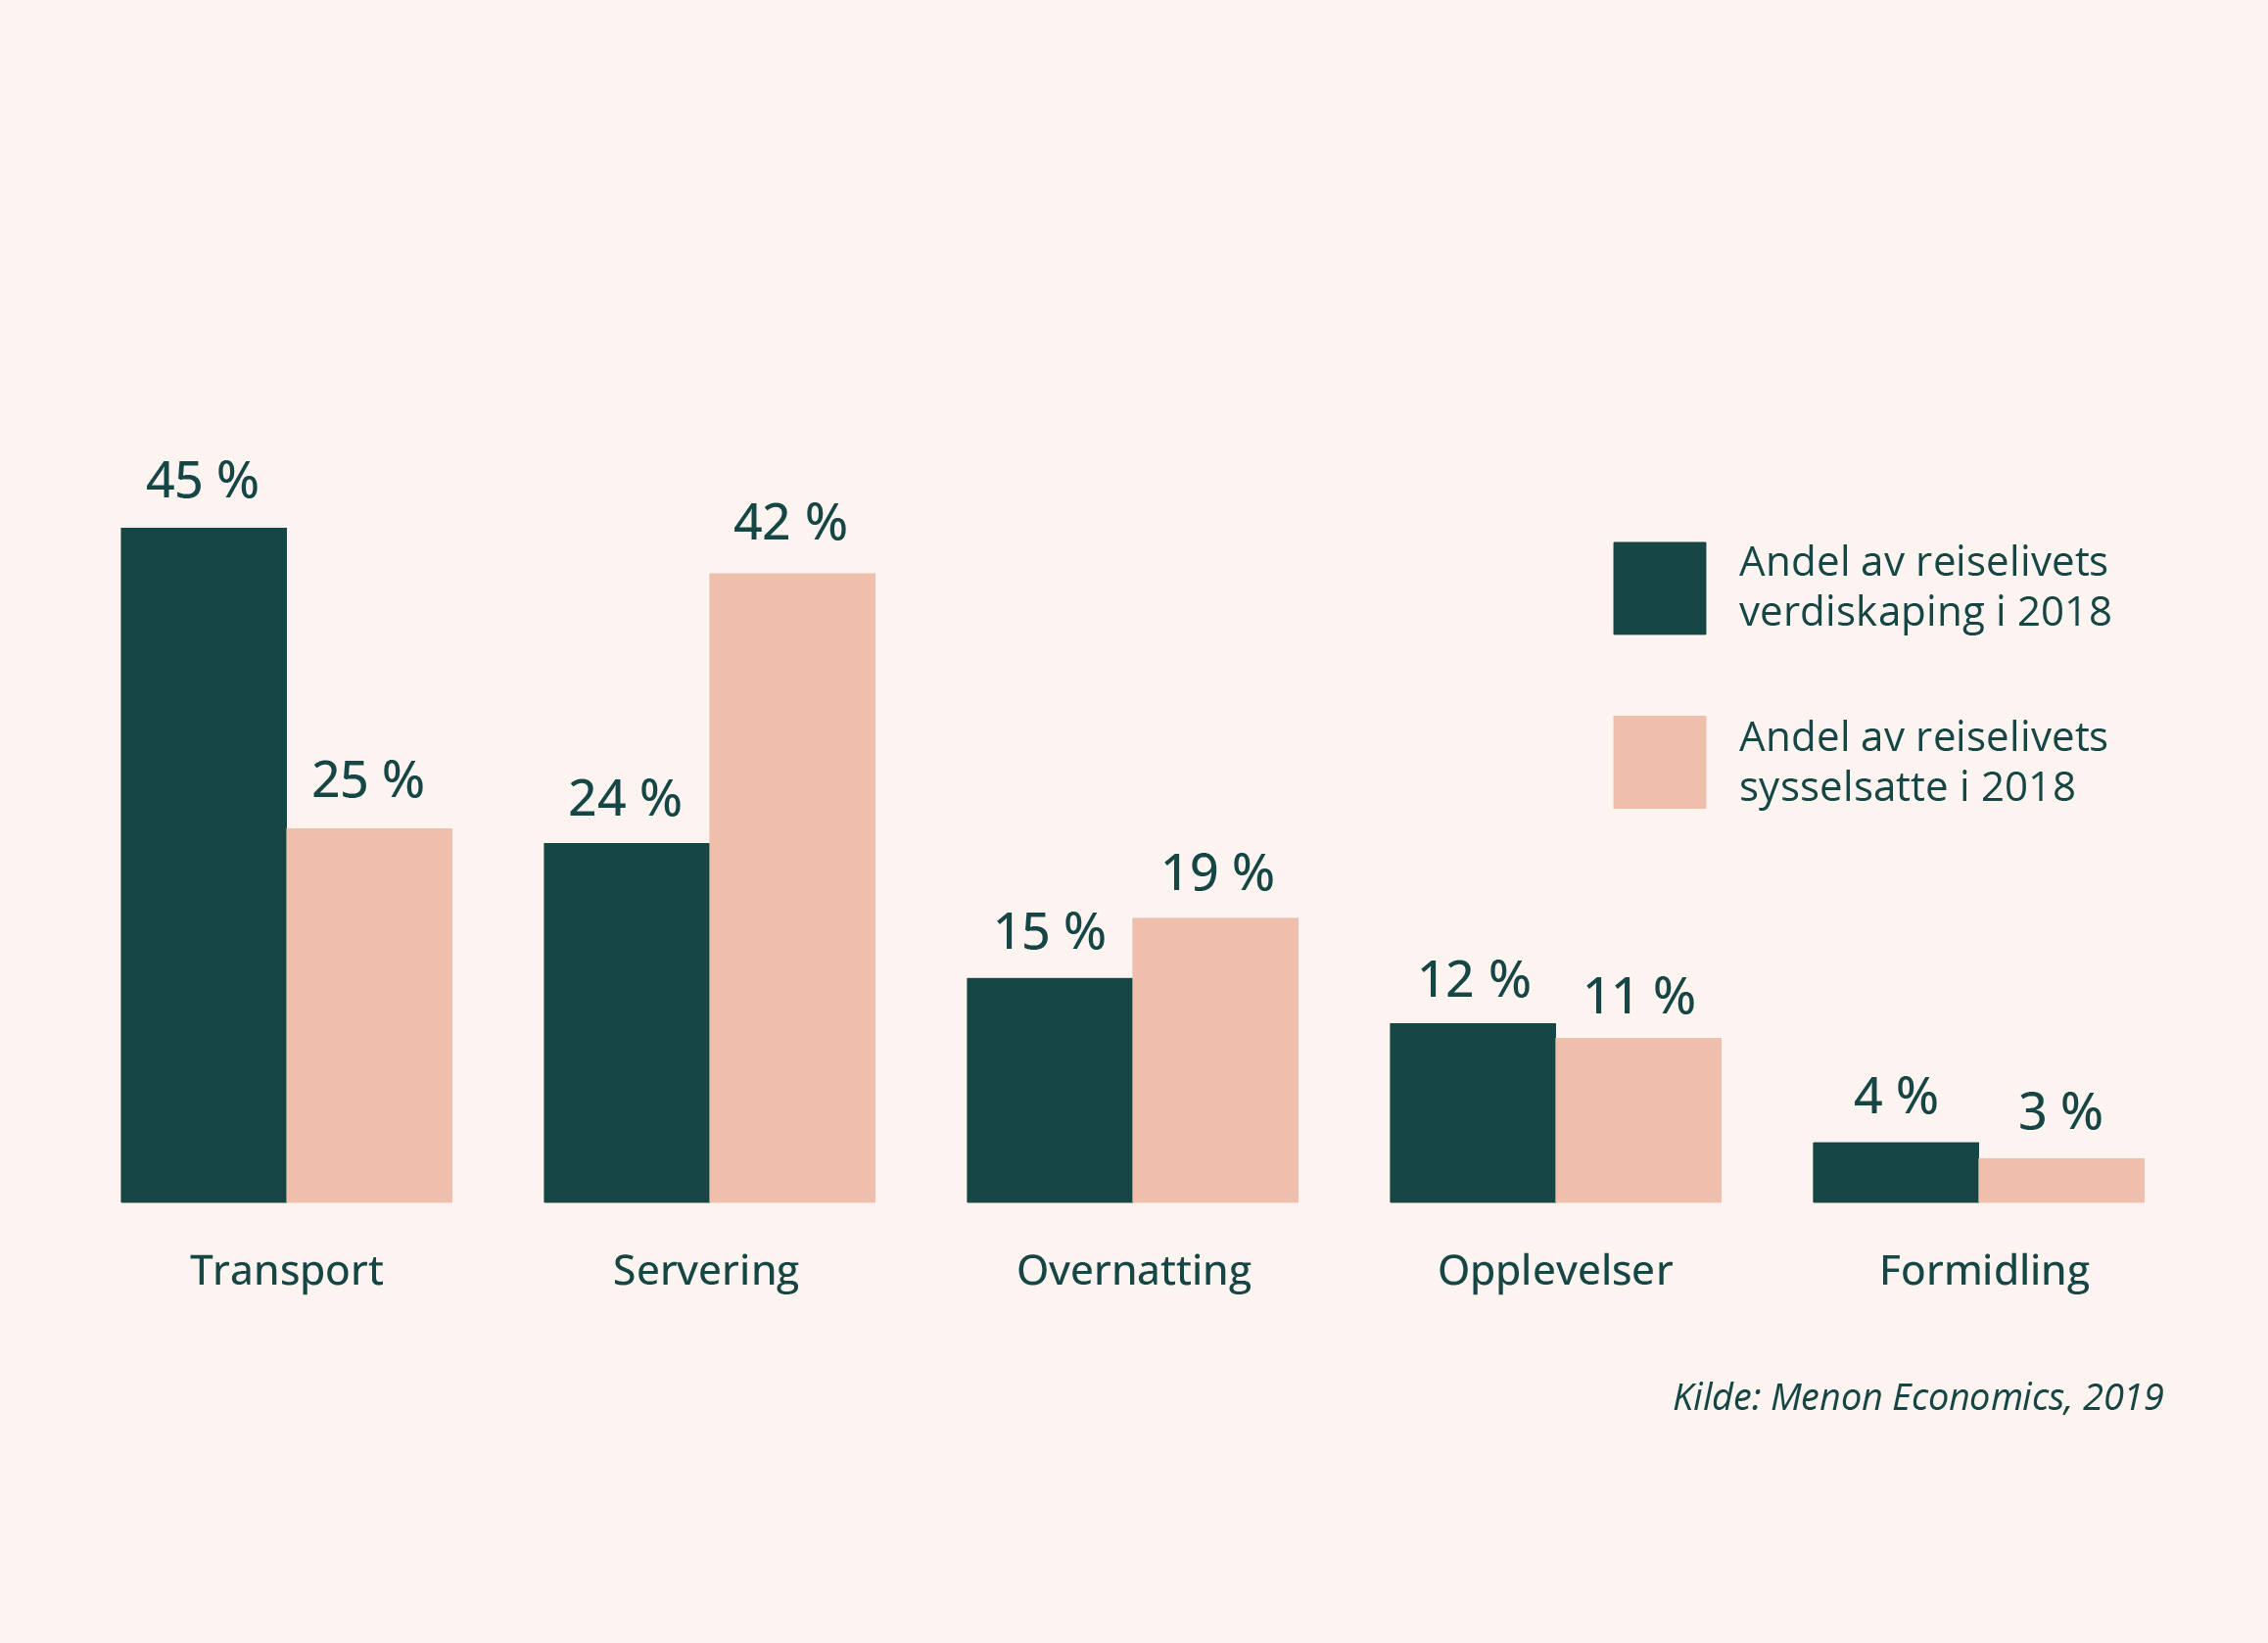 45 %
25 %
24 %
42 %
15 %
19 %
12 %
11 %
4 %
3 %
Andel av reiselivets
verdiskaping i 2018
Andel av reiselivets
sysselsatte i 2018
Transport
Servering
Overnatting
Opplevelser
Formidling
Kilde: Menon Economics, 2019